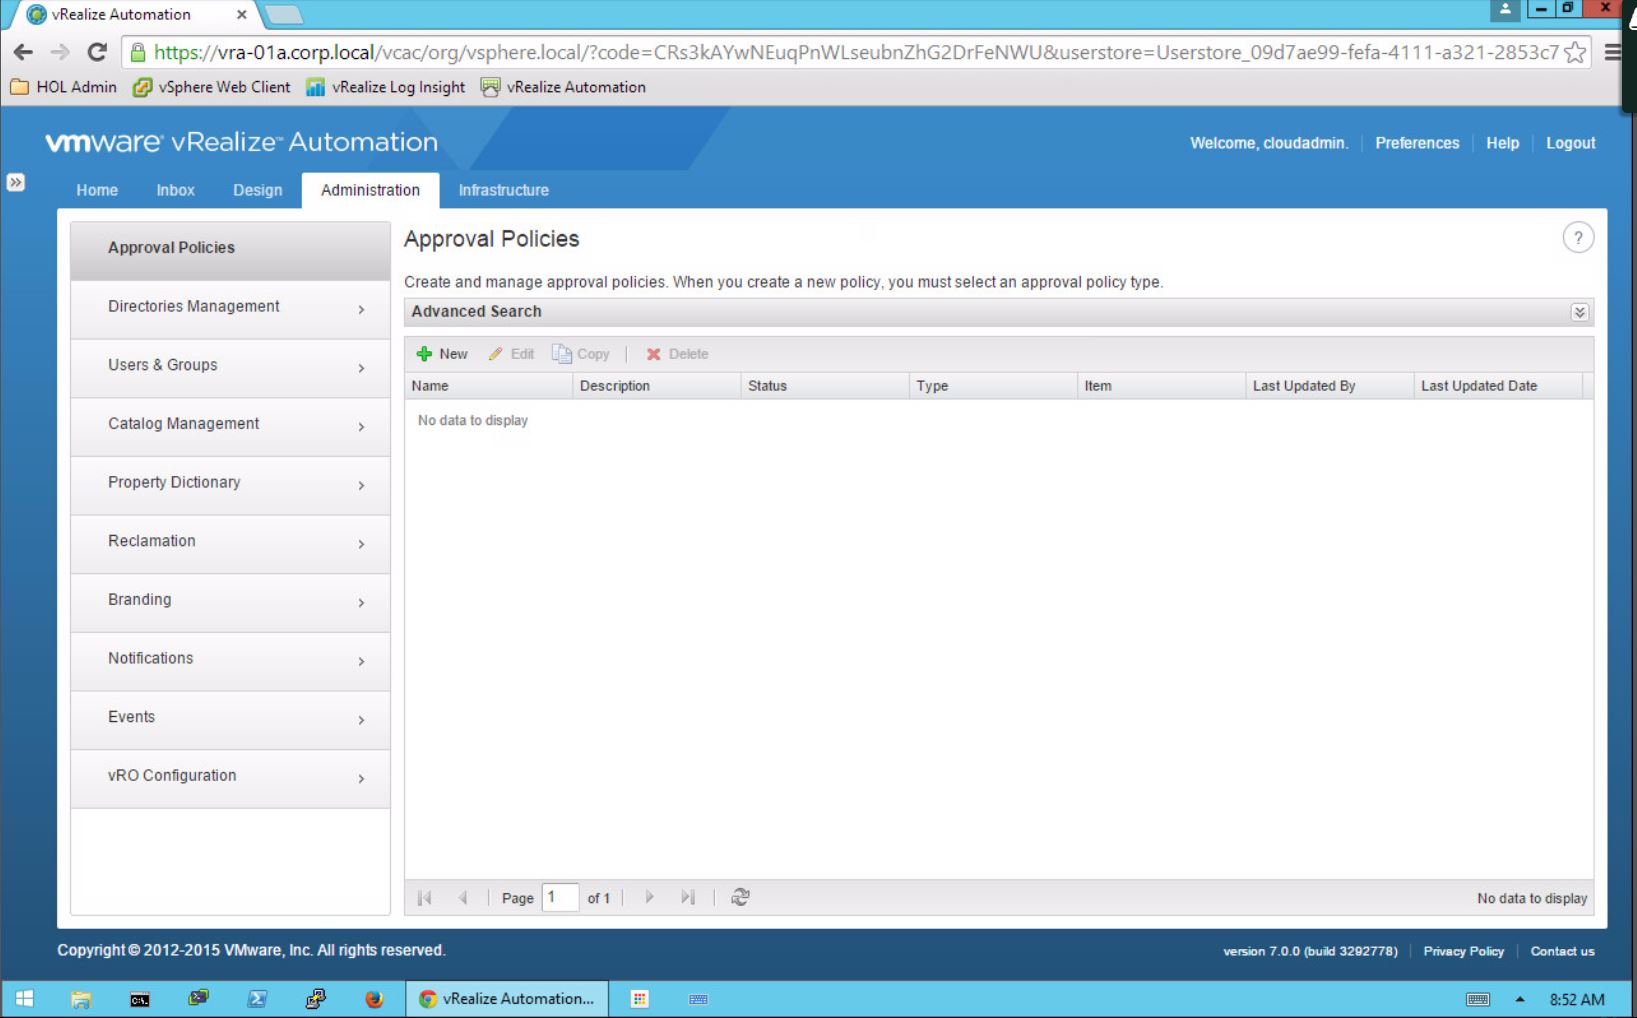 vRealize Automation
https://vra-01a.corp.local/vcac/org/vsphere.local/?code=CRs3kAYwNEuqPnWLseubnZhG2DrFeNWU&userstore=Userstore_09d7ae99-fefa-4111-a321-2853c7
HOL Admin vSphere Web Client vRealize Log Insight vRealize Automation
vmware® vRealize™ Automation
Welcome, cloudadmin. Preferences Help Logout
Home Inbox Design Administration Infrastructure
Approval Policies
Directories Management
Users & Groups
Catalog Management
Property Dictionary
Reclamation
Branding
Notifications
Events
vRO Configuration
Approval Policies
?
Create and manage approval policies. When you create a new policy, you must select an approval policy type.
Advanced Search
New Edit Copy Delete
Name Description Status Type Item Last Updated By Last Updated Date
No data to display
Page 1 of 1 No data to display
Copyright © 2012-2015 VMware, Inc. All rights reserved.
version 7.0.0 (build 3292778) Privacy Policy Contact us
C:\. vRealize Automation... 8:52 AM